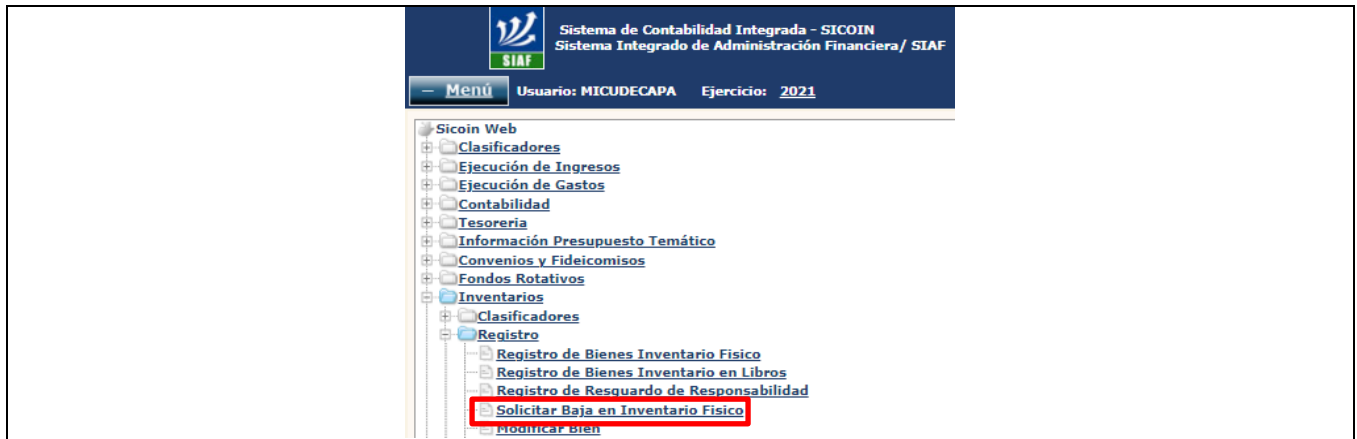 Sistema de Contabilidad Integrada - SICOIN
Sistema Integrado de Administración Financiera/ SIAF
SIAF
— Menú Usuario: MICUDECAPA Ejercicio: 2021
Sicoin Web
Clasificadores
Ejecución de Ingresos
Ejecución de Gastos
Contabilidad
Tesoreria
Información Presupuesto Temático
Convenios y Fideicomisos
Fondos Rotativos
Inventarios
Clasificadores
Registro
Registro de Bienes Inventario Fisico
Registro de Bienes Inventario en Libros
Registro de Resguardo de Responsabilidad
Solicitar Baja en Inventario Fisico
Modificar Bien